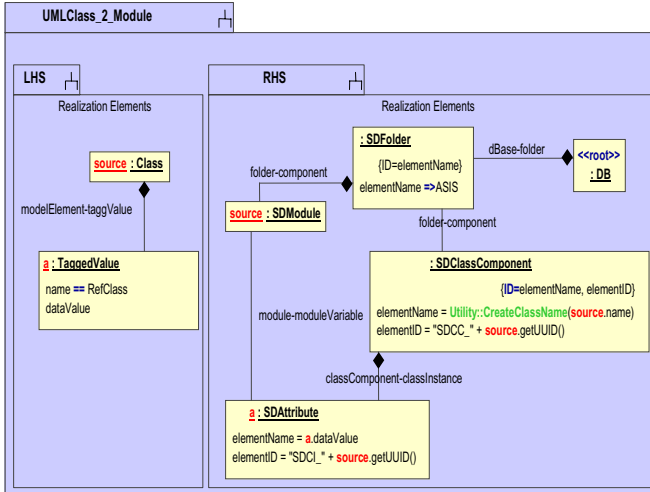 UMLClass_2_Module
LHS
Realization Elements
source : Class
modelElement-taggValue
a : TaggedValue
name == RefClass
dataValue
RHS
Realization Elements
: SDFolder
{ID=elementName}
elementName =>ASIS
dBase-folder
<<root>>
: DB
folder-component
source : SDModule
folder-component
: SDClassComponent
{ID=elementName, elementID}
elementName = Utility::CreateClassName(source.name)
elementID = "SDCC_" + source.getUUID()
module-moduleVariable
classComponent-classInstance
a : SDAttribute
elementName = a.dataValue
elementID = "SDCI_" + source.getUUID()